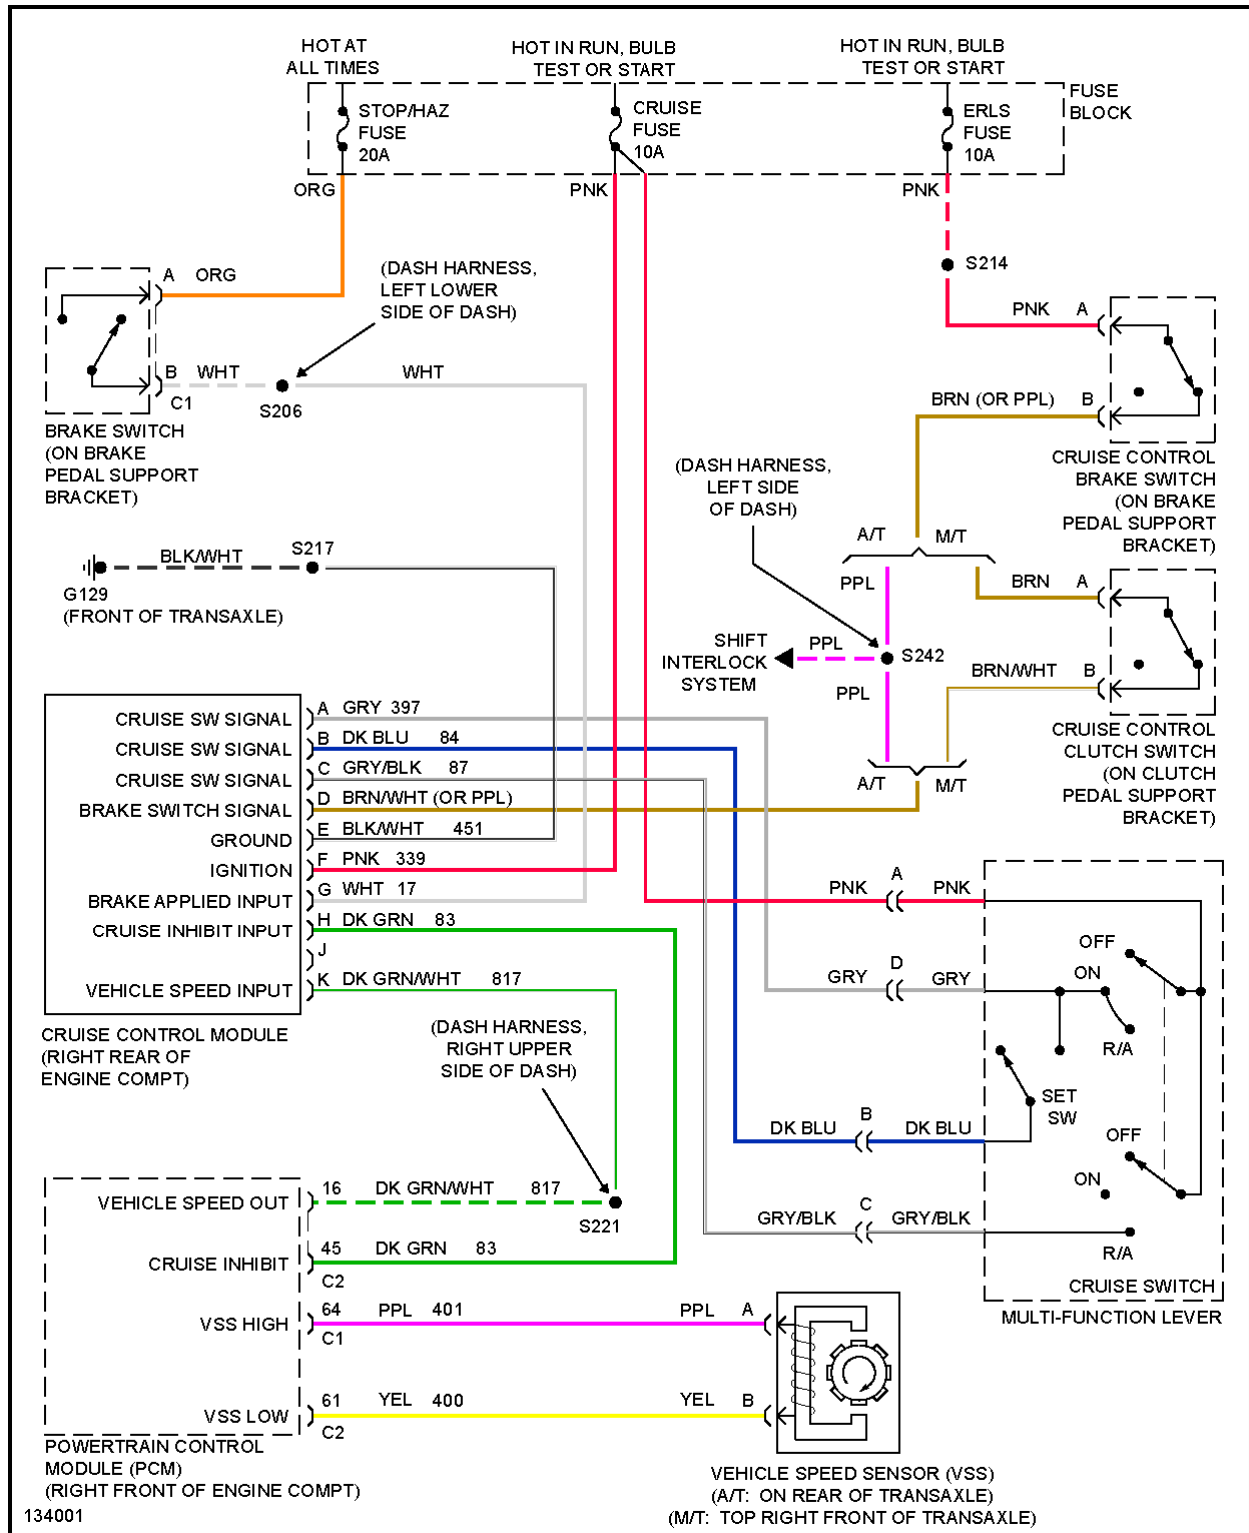 HOT AT
ALL TIMES
HOT IN RUN, BULB
TEST OR START
HOT IN RUN, BULB
TEST OR START
STOP/HAZ
FUSE
20A
CRUISE
FUSE
10A
ERLS
FUSE
10A
FUSE
BLOCK
ORG
PNK
PNK
A ORG
(DASH HARNESS,
LEFT LOWER
SIDE OF DASH)
S214
PNK A
B WHT
WHT
C1
S206
BRN (OR PPL) B
BRAKE SWITCH
(ON BRAKE
PEDAL SUPPORT
BRACKET)
CRUISE CONTROL
BRAKE SWITCH
(ON BRAKE
PEDAL SUPPORT
BRACKET)
(DASH HARNESS,
LEFT SIDE
OF DASH)
A/T M/T
BLK/WHT
S217
G129
(FRONT OF TRANSAXLE)
PPL
BRN A
SHIFT
INTERLOCK
SYSTEM
PPL
S242
PPL
BRN/WHT B
CRUISE CONTROL
CLUTCH SWITCH
(ON CLUTCH
PEDAL SUPPORT
BRACKET)
A/T M/T
CRUISE SW SIGNAL A GRY 397
CRUISE SW SIGNAL B DK BLU 84
CRUISE SW SIGNAL C GRY/BLK 87
BRAKE SWITCH SIGNAL D BRN/WHT (OR PPL)
GROUND E BLK/WHT 451
IGNITION F PNK 339
BRAKE APPLIED INPUT G WHT 17
CRUISE INHIBIT INPUT H DK GRN 83
J
VEHICLE SPEED INPUT K DK GRN/WHT 817
CRUISE CONTROL MODULE
(RIGHT REAR OF
ENGINE COMPT)
(DASH HARNESS,
RIGHT UPPER
SIDE OF DASH)
PNK A PNK
OFF
ON
GRY D GRY
R/A
SET
SW
DK BLU B DK BLU
OFF
ON
GRY/BLK C GRY/BLK
R/A
CRUISE SWITCH
MULTI-FUNCTION LEVER
VEHICLE SPEED OUT 16 DK GRN/WHT 817
S221
CRUISE INHIBIT 45 DK GRN 83
C2
VSS HIGH 64 PPL 401 PPL A
C1
VSS LOW 61 YEL 400 YEL B
C2
POWERTRAIN CONTROL
MODULE (PCM)
(RIGHT FRONT OF ENGINE COMPT)
VEHICLE SPEED SENSOR (VSS)
(A/T: ON REAR OF TRANSAXLE)
(M/T: TOP RIGHT FRONT OF TRANSAXLE)
134001